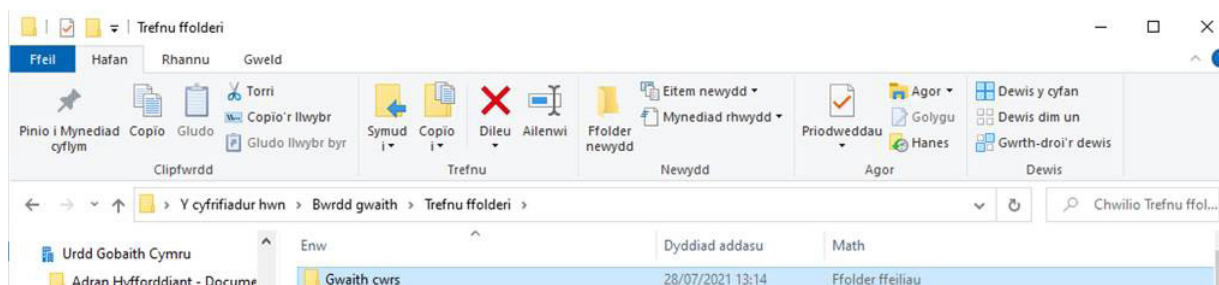 Trefnu ffolderi
Ffeil Hafan Rhannu Gweld
Pinio i Mynediad cyflym
Copïo
Gludo
Torri
Copïo'r llwybr
Gludo llwybr byr
Clipfwrdd
Symud i
Copïo i
Dileu
Ailenwi
Trefnu
Ffolder newydd
Eitem newydd
Mynediad rhwydd
Newydd
Priodweddau
Agor
Golygu
Hanes
Agor
Dewis y cyfan
Dewis dim un
Gwrth-droi'r dewis
Dewis
Y cyfrifiadur hwn > Bwrdd gwaith > Trefnu ffolderi >
Chwilio Trefnu ffol...
Urdd Gobaith Cymru
Adran Hyfforddiant - Docume
Enw Dyddiad addasu Math
Gwaith cwrs 28/07/2021 13:14 Ffolder ffeiliau